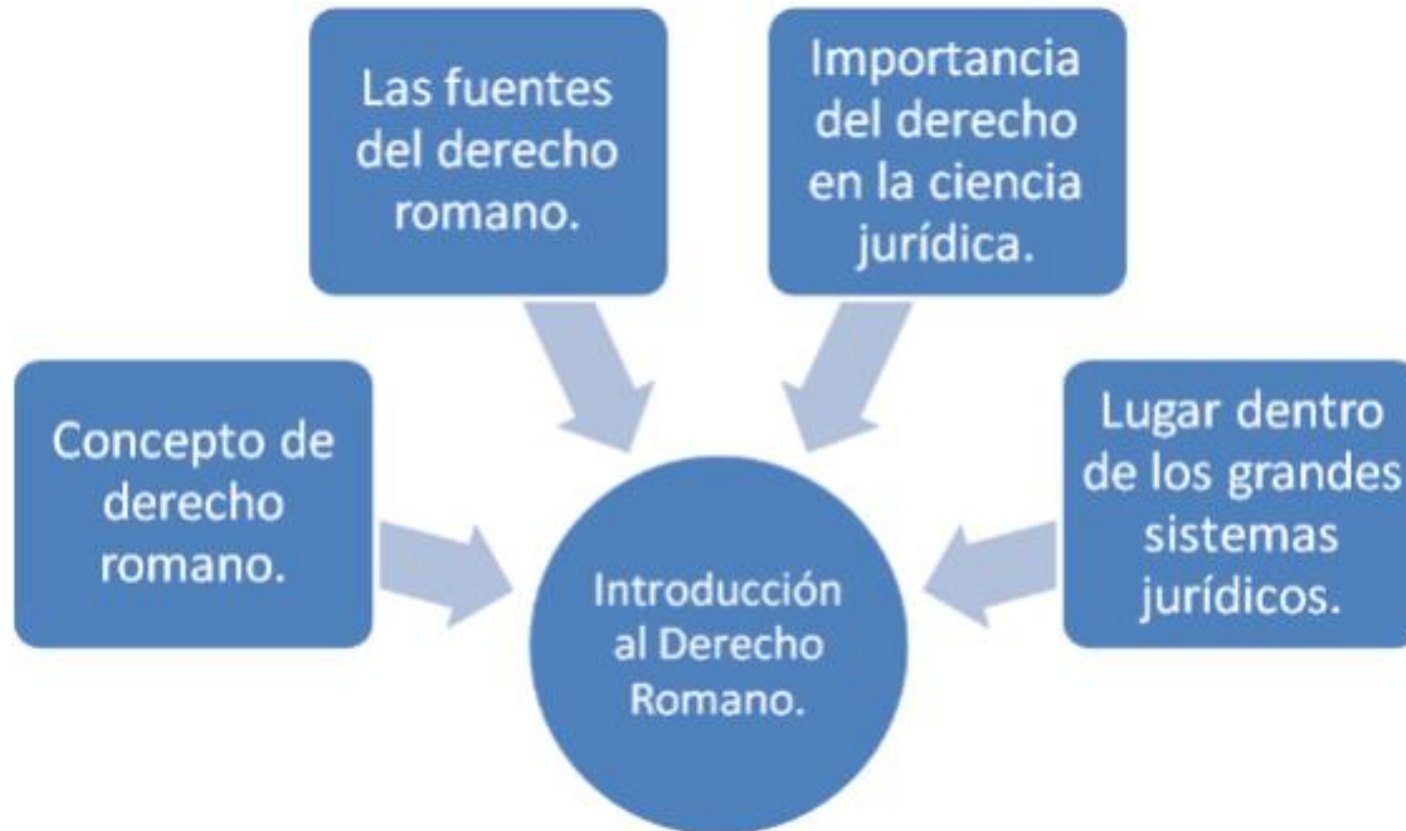 Las fuentes
del derecho
romano.
Importancia
del derecho
en la ciencia
jurídica.
Concepto de
derecho
romano.
Lugar dentro
de los grandes
sistemas
jurídicos.
Introducción
al Derecho
Romano.